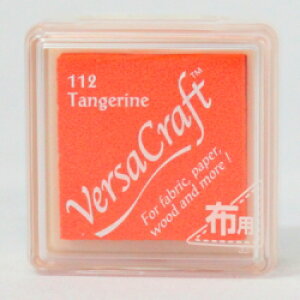 112
Tangerine
VersaCraft™
For fabric, paper,
wood and more!
布用